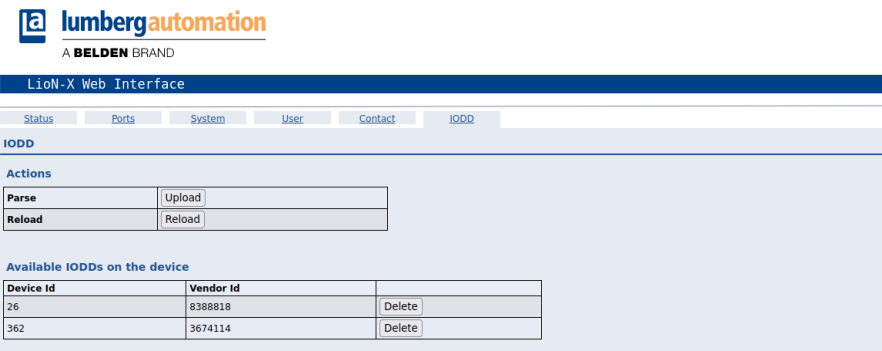 la lumbergautomation
A BELDEN BRAND
LioN-X Web Interface
Status Ports System User Contact IODD
IODD
Actions
Parse Upload
Reload Reload
Available IODDs on the device
Device Id Vendor Id
26 8388818 Delete
362 3674114 Delete